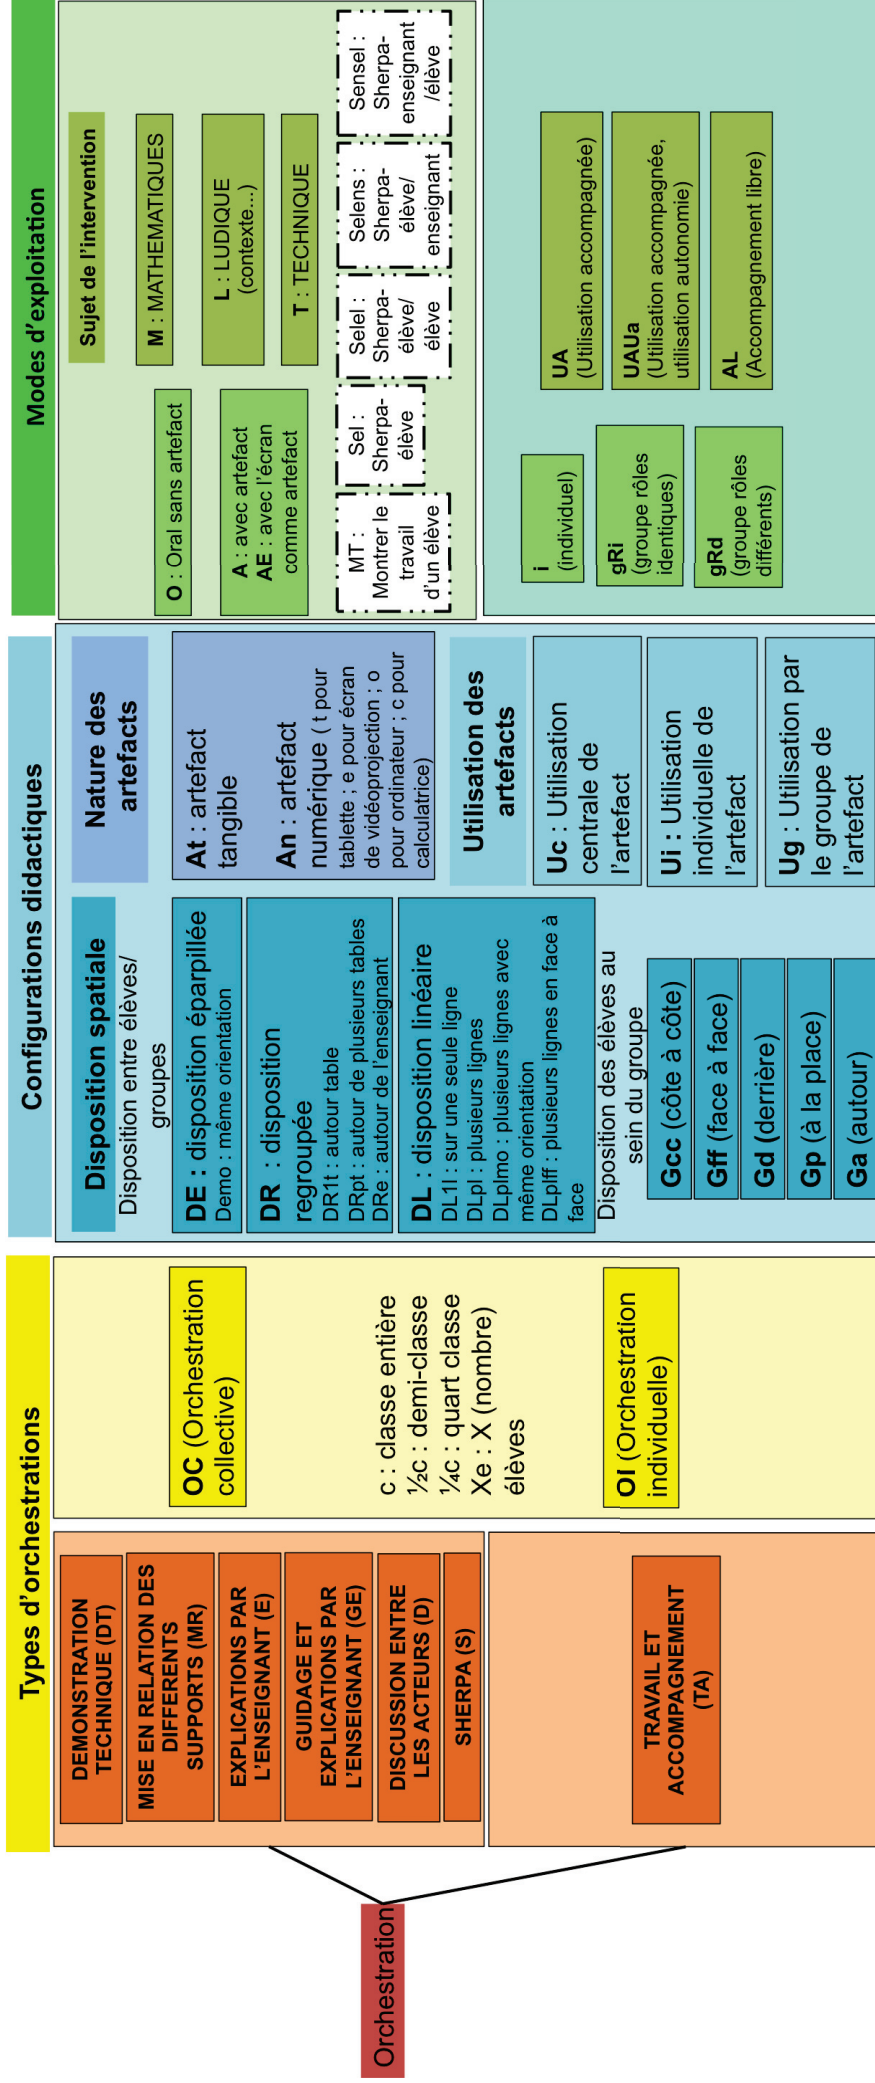 Orchestration
Types d'orchestrations
DEMONSTRATION
TECHNIQUE (DT)
MISE EN RELATION DES
DIFFERENTS
SUPPORTS (MR)
EXPLICATIONS PAR
L'ENSEIGNANT (E)
GUIDAGE ET
EXPLICATIONS PAR
L'ENSEIGNANT (GE)
DISCUSSION ENTRE
LES ACTEURS (D)
SHERPA (S)
TRAVAIL ET
ACCOMPAGNEMENT
(TA)
OC (Orchestration
collective)
c : classe entière
½c : demi-classe
¼c : quart classe
Xe : X (nombre)
élèves
OI (Orchestration
individuelle)
Configurations didactiques
Disposition spatiale
Disposition entre élèves/
groupes
DE : disposition éparpillée
Demo : même orientation
DR : disposition
regroupée
DR1t : autour table
DRpt : autour de plusieurs tables
DRe : autour de l'enseignant
DL : disposition linéaire
DL1l : sur une seule ligne
DLpl : plusieurs lignes
DLplmo : plusieurs lignes avec
même orientation
DLplff : plusieurs lignes en face à
face
Disposition des élèves au
sein du groupe
Gcc (côte à côte)
Gff (face à face)
Gd (derrière)
Gp (à la place)
Ga (autour)
Nature des
artefacts
At : artefact
tangible
An : artefact
numérique ( t pour
tablette ; e pour écran
de vidéoprojection ; o
pour ordinateur ; c pour
calculatrice)
Utilisation des
artefacts
Uc : Utilisation
centrale de
l'artefact
Ui : Utilisation
individuelle de
l'artefact
Ug : Utilisation par
le groupe de
l'artefact
Modes d'exploitation
Sujet de l'intervention
O : Oral sans artefact
A : avec artefact
AE : avec l'écran
comme artefact
M : MATHEMATIQUES
L : LUDIQUE
(contexte...)
T : TECHNIQUE
MT :
Montrer le
travail
d'un élève
Sel :
Sherpa-
élève
Selel :
Sherpa-
élève/
élève
Selens :
Sherpa-
élève/
enseignant
Sensel :
Sherpa-
enseignant
/élève
i
(individuel)
gRi
(groupe rôles
identiques)
gRd
(groupe rôles
différents)
UA
(Utilisation accompagnée)
UAUa
(Utilisation accompagnée,
utilisation autonomie)
AL
(Accompagnement libre)